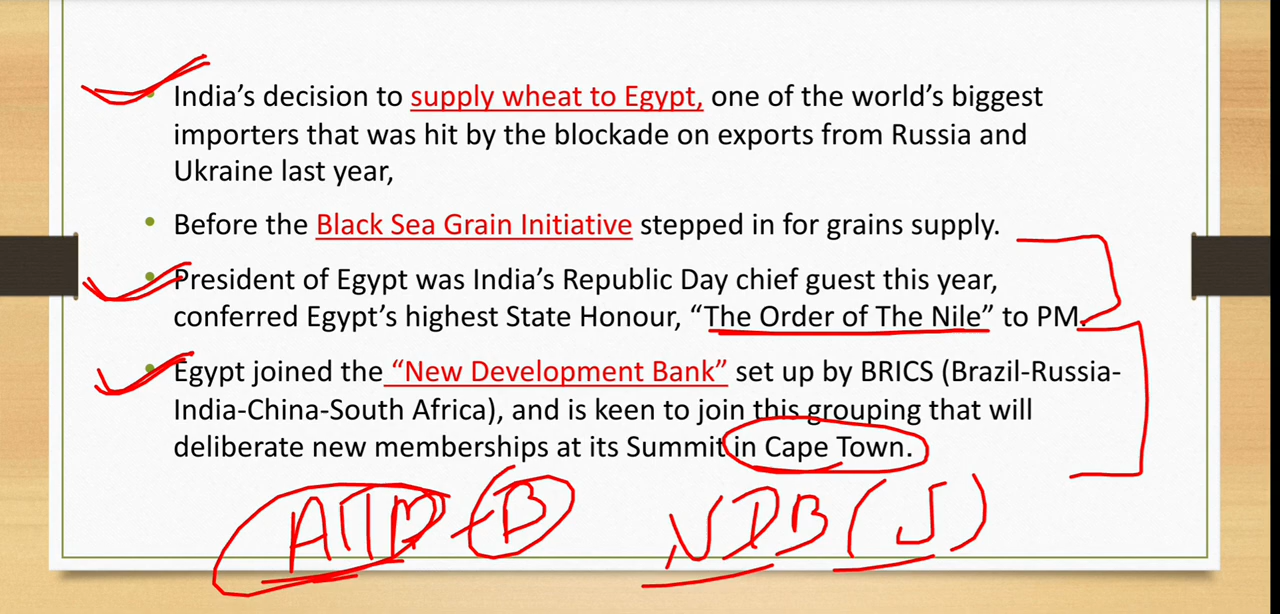 India’s decision to supply wheat to Egypt, one of the world’s biggest
importers that was hit by the blockade on exports from Russia and
Ukraine last year,
Before the Black Sea Grain Initiative stepped in for grains supply.
President of Egypt was India’s Republic Day chief guest this year,
conferred Egypt’s highest State Honour, “The Order of The Nile” to PM.
Egypt joined the “New Development Bank” set up by BRICS (Brazil-Russia-
India-China-South Africa), and is keen to join this grouping that will
deliberate new memberships at its Summit in Cape Town.
B NDB (J)